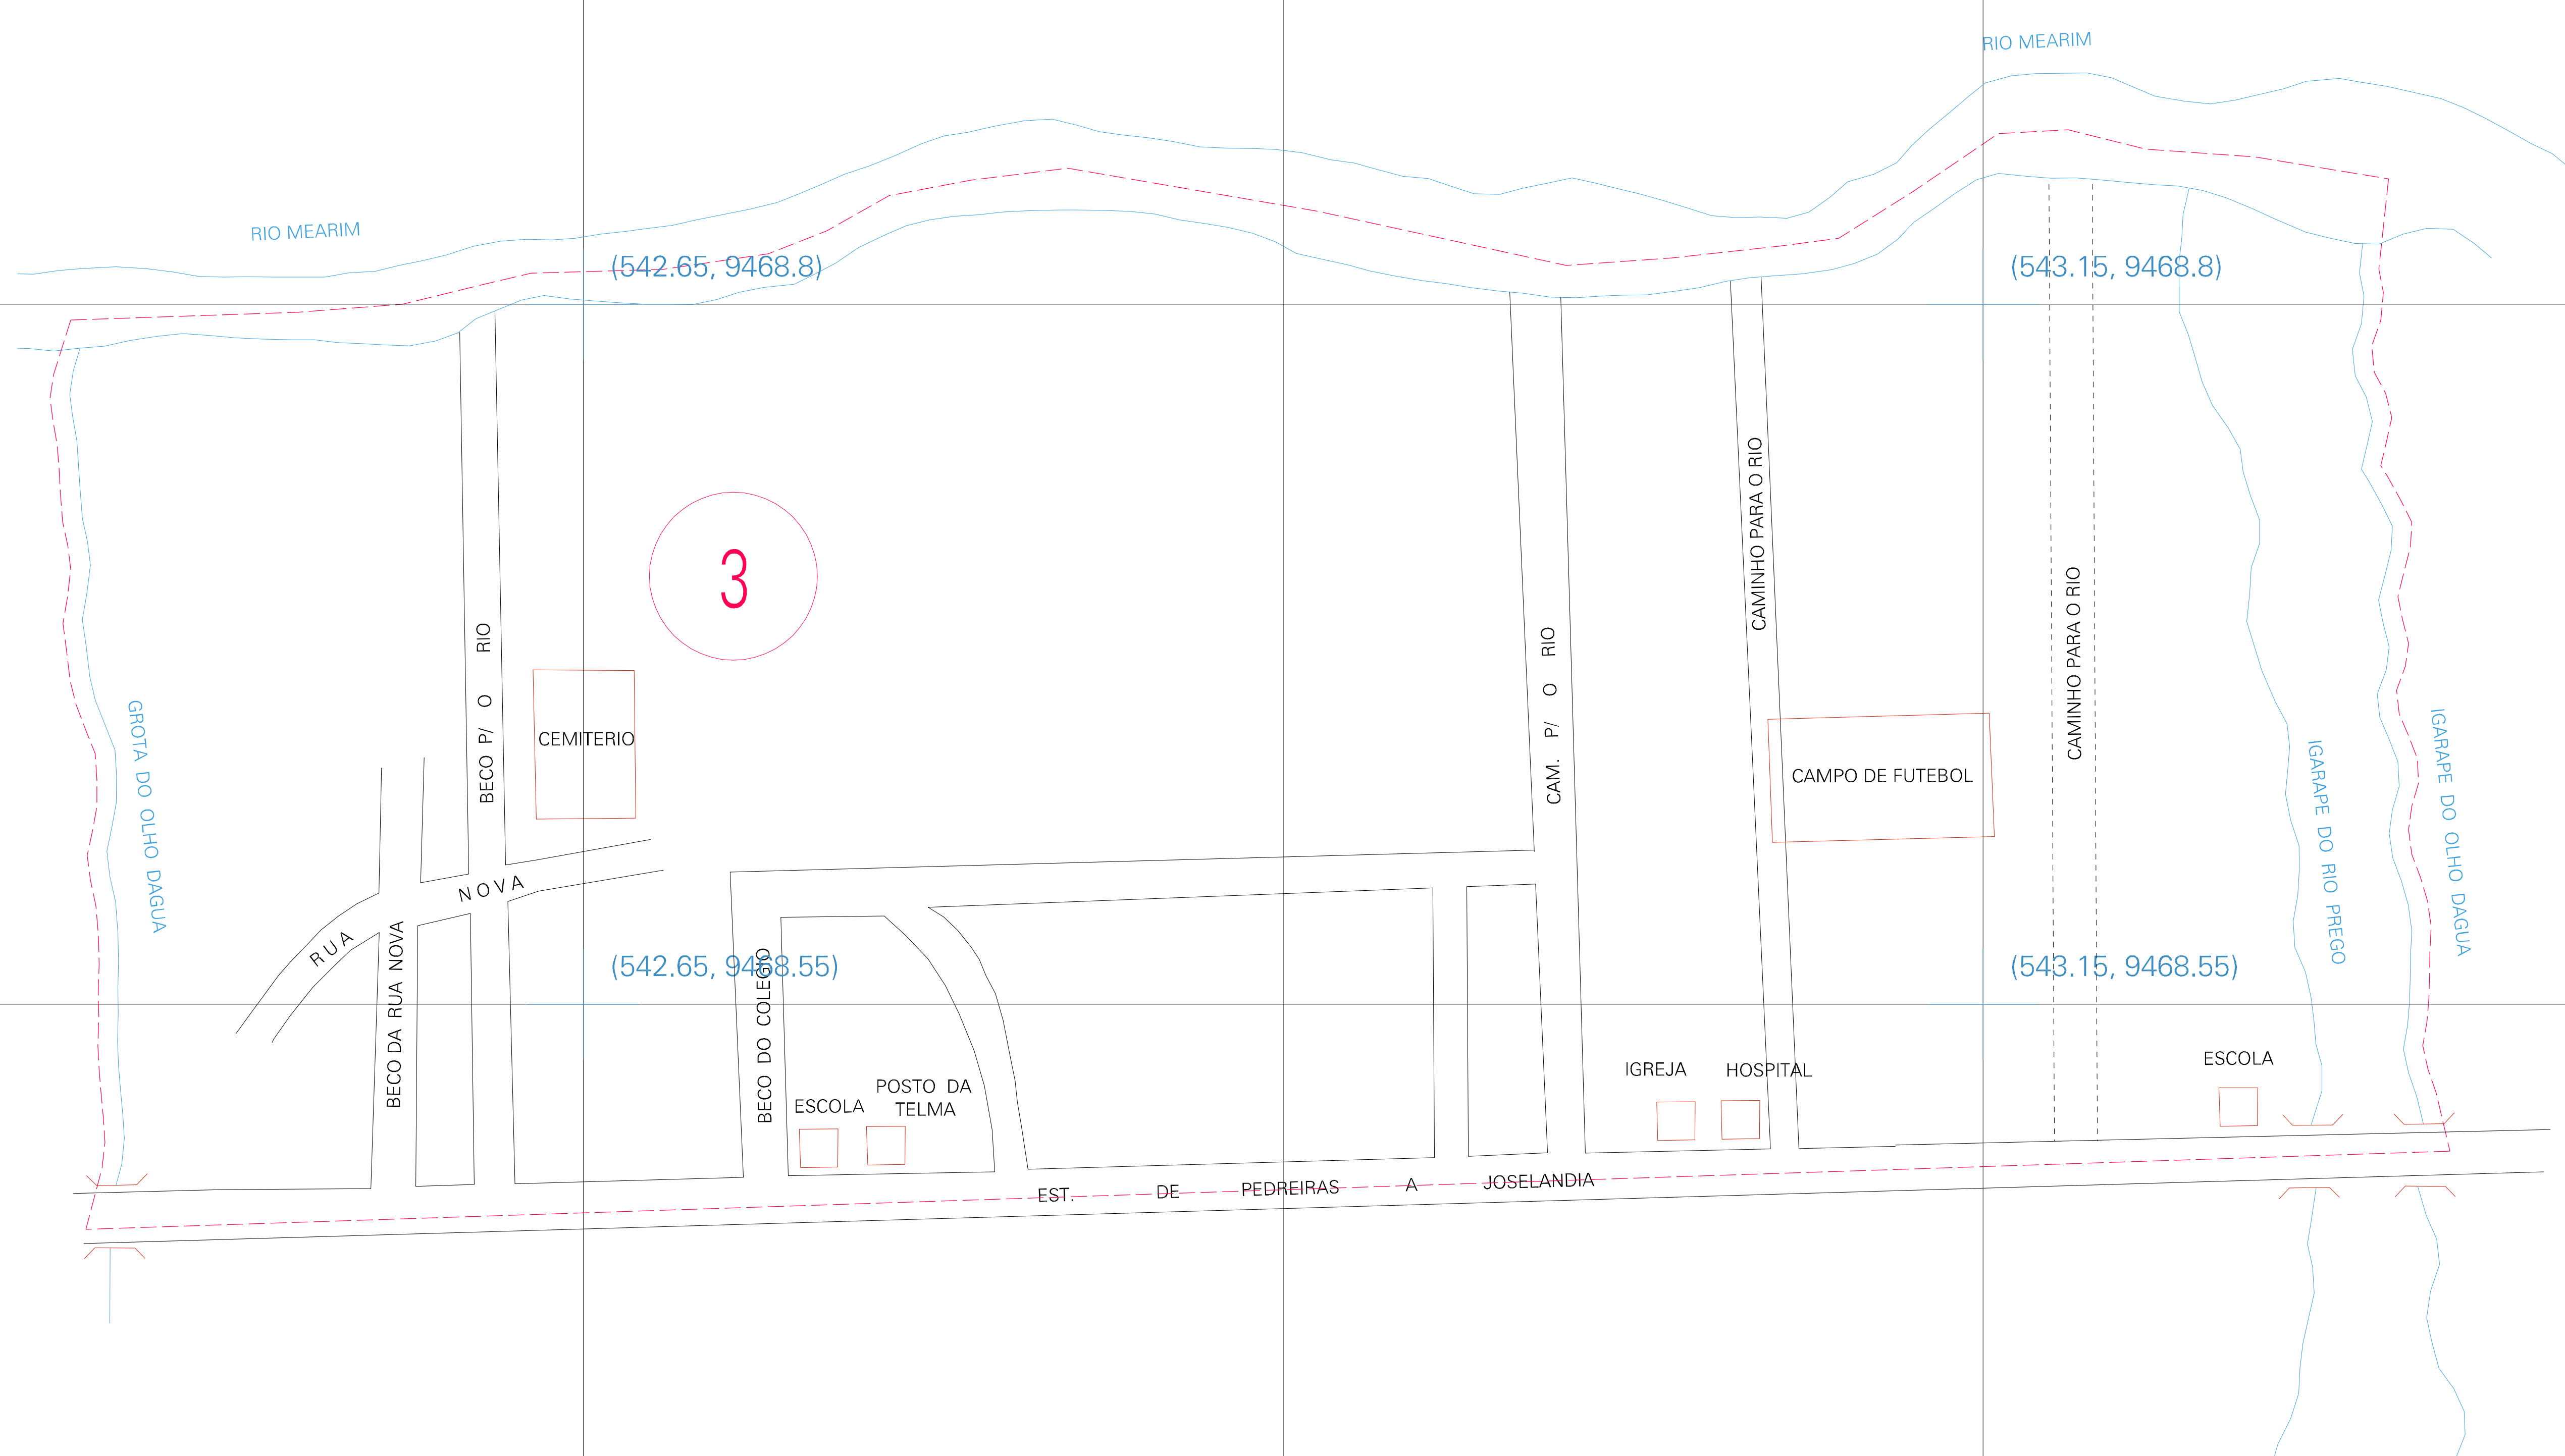 RIO MEARIM
RIO MEARIM
(542.65, 9468.8)
(543.15, 9468.8)
3
BECO P/ O RIO
CEMITERIO
CAM. P/ O RIO
CAMINHO PARA O RIO
CAMPO DE FUTEBOL
CAMINHO PARA O RIO
GROTA DO OLHO DAGUA
IGARAPE DO RIO PREGO
IGARAPE DO OLHO DAGUA
RUA NOVA
BECO DA RUA NOVA
(542.65, 9468.55)
(543.15, 9468.55)
BECO DO COLEGIO
ESCOLA
POSTO DA
TELMA
IGREJA
HOSPITAL
ESCOLA
EST. DE PEDREIRAS A JOSELANDIA